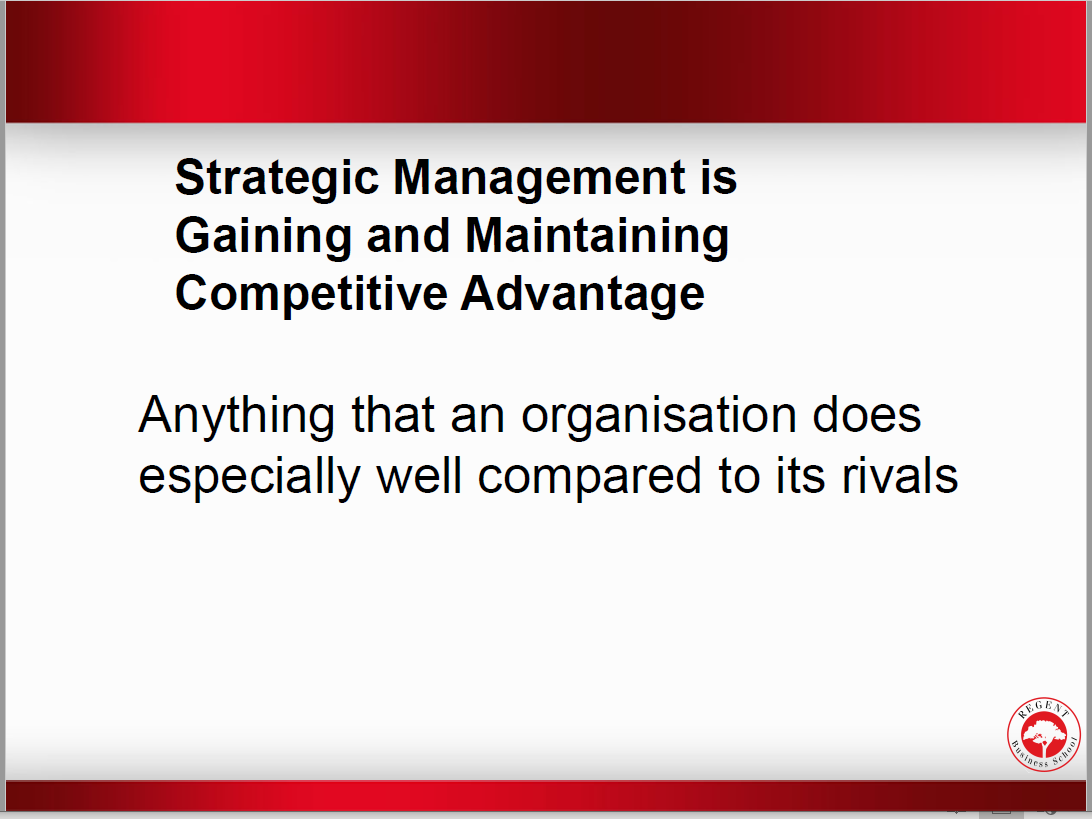 Strategic Management is
Gaining and Maintaining
Competitive Advantage
Anything that an organisation does
especially well compared to its rivals
REGENT
Business School